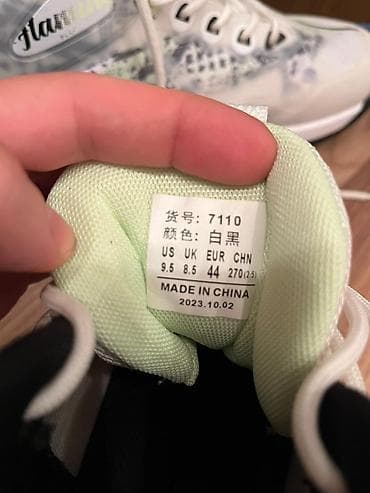 货号: 7110
颜色: 白黑
US UK EUR CHN
9.5 8.5 44 270(2.5)
MADE IN CHINA
2023.10.02